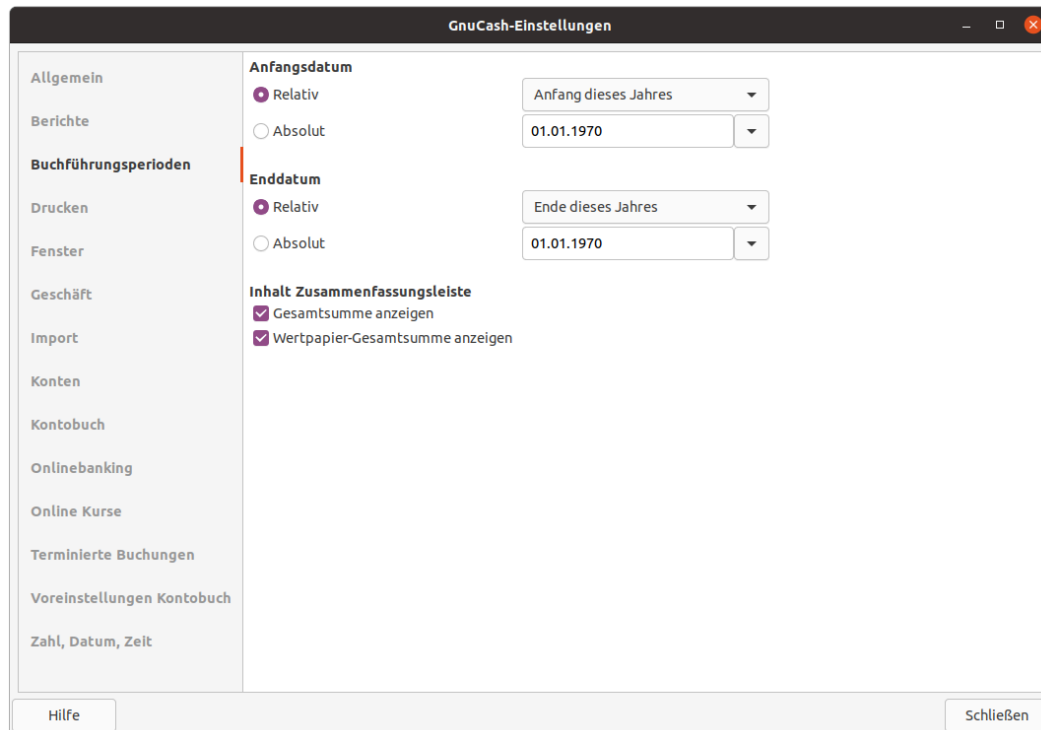 GnuCash-Einstellungen
Allgemein
Berichte
Buchführungsperioden
Drucken
Fenster
Geschäft
Import
Konten
Kontobuch
Onlinebanking
Online Kurse
Terminierte Buchungen
Voreinstellungen Kontobuch
Zahl, Datum, Zeit
Anfangsdatum
Relativ Anfang dieses Jahres
Absolut 01.01.1970
Enddatum
Relativ Ende dieses Jahres
Absolut 01.01.1970
Inhalt Zusammenfassungsleiste
Gesamtsumme anzeigen
Wertpapier-Gesamtsumme anzeigen
Hilfe Schließen